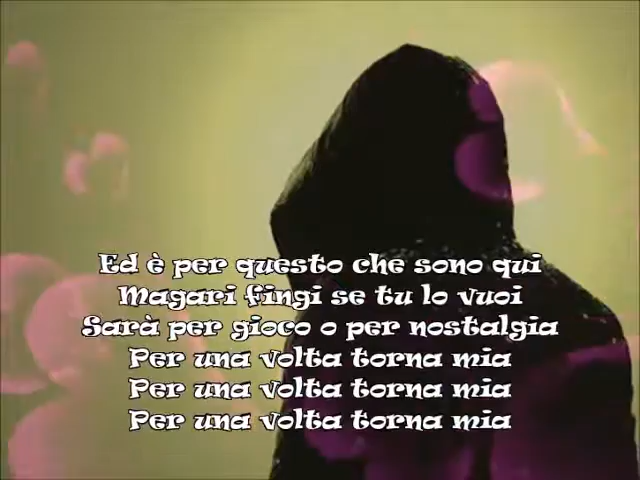 Ed è per questo che sono qui
Magari fingi se tu lo vuoi
Sarà per gioco o per nostalgia
Per una volta torna mia
Per una volta torna mia
Per una volta torna mia